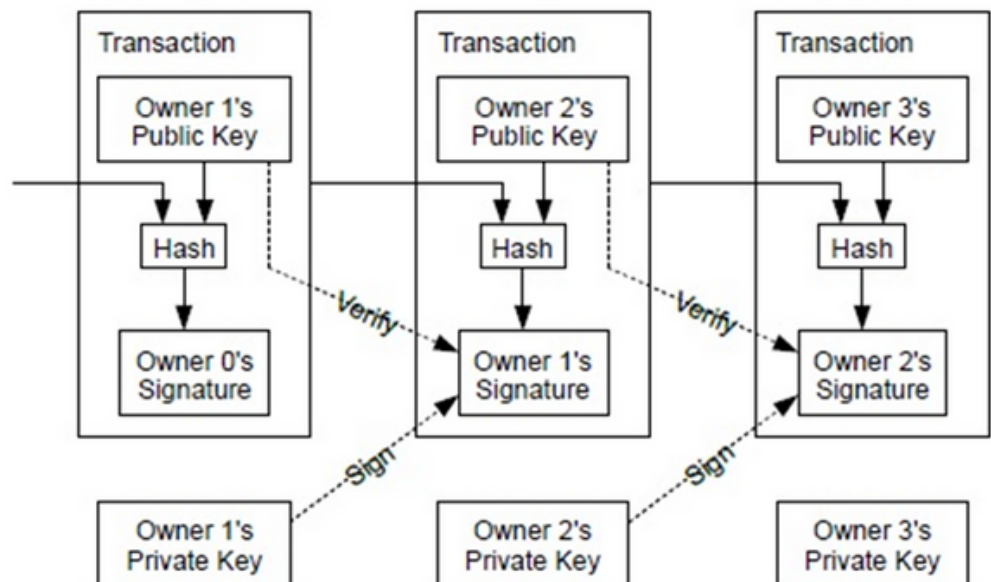 Transaction
Transaction
Transaction
Owner 1's
Public Key
Owner 2's
Public Key
Owner 3's
Public Key
Hash
Hash
Hash
Verify
Verify
Owner 0's
Signature
Owner 1's
Signature
Owner 2's
Signature
Sign
Sign
Owner 1's
Private Key
Owner 2's
Private Key
Owner 3's
Private Key